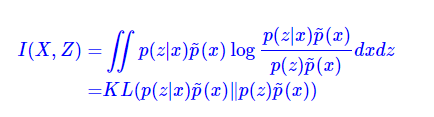 I(X, Z) = ∬ p(z|x)p̃(x) log p(z|x)p̃(x) / p(z)p̃(x) dxdz
=KL(p(z|x)p̃(x)‖p(z)p̃(x))